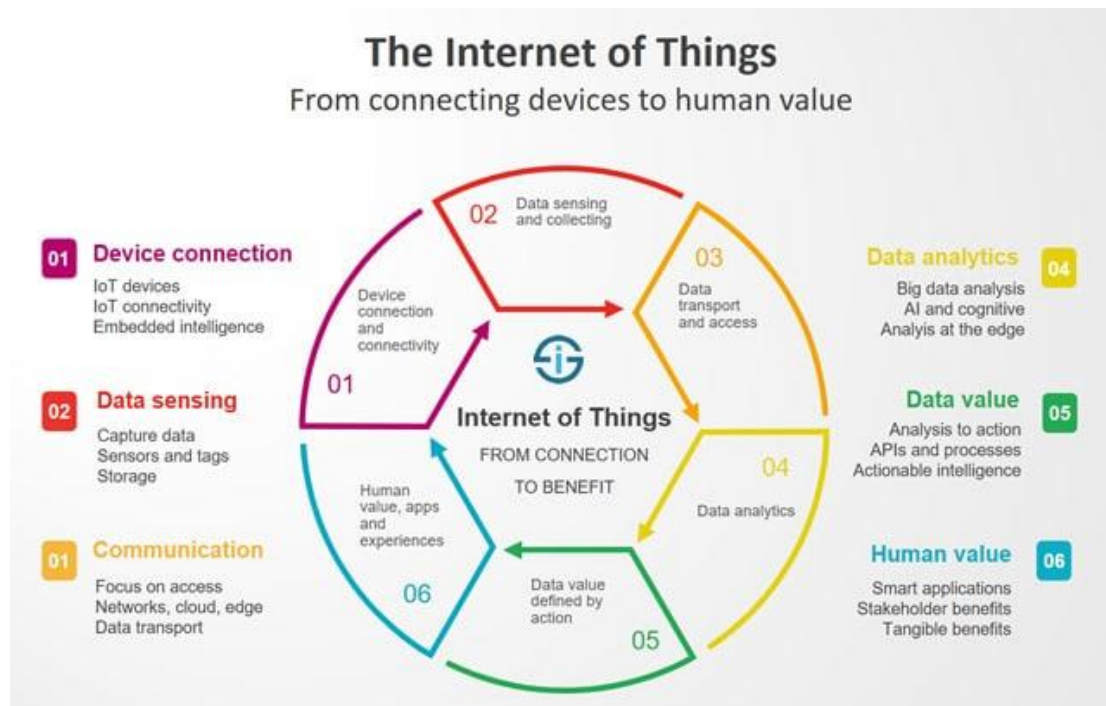 The Internet of Things
From connecting devices to human value
01
Device connection
IoT devices
IoT connectivity
Embedded intelligence
02
Data sensing
Capture data
Sensors and tags
Storage
01
Communication
Focus on access
Networks, cloud, edge
Data transport
Device
connection
and
connectivity
01
02
Data sensing
and collecting
03
Data
transport
and access
04
Data analytics
Data value
defined by
action
05
Human
value, apps
and
experiences
06
SiG
Internet of Things
FROM CONNECTION
TO BENEFIT
Data analytics
04
Big data analysis
AI and cognitive
Analyis at the edge
Data value
05
Analysis to action
APIs and processes
Actionable intelligence
Human value
06
Smart applications
Stakeholder benefits
Tangible benefits